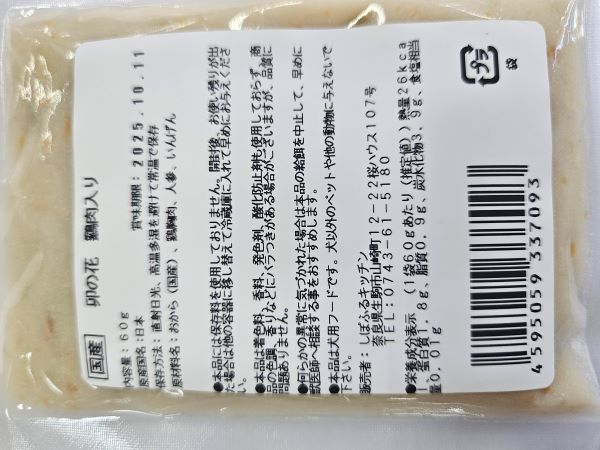 国産 卯の花 鶏肉入り
内容量：60g 賞味期限：2025.10.11
原産国名：日本
保存方法：直射日光、高温多湿を避けて常温で保存
原材料名：おから（国産）、鶏胸肉、人参、いんげん
●本品には保存料を使用しておりません。開封後、お使い残りが出
た場合は他の容器に移し替えて冷蔵庫に入れて早めにお与えくださ
い。
●本品は着色料、香料、発色剤、酸化防止剤も使用しておらず、商
品の色調、香りなどにバラつきがある場合がございますが、品質に
問題ありません。
●何らかの異常に気づかれた場合は本品の給餌を中止して、早めに
獣医師へ相談する事をおすすめします。
●本品は犬用フードです。犬以外のペットや他の動物に与えないで
下さい。
販売者：しぽふるキッチン
奈良県生駒市山崎町12-22桜ハウス107号
TEL:0743-61-5180
●栄養成分表示（1袋60gあたり（推定値））熱量26kca
l、蛋白質1.8g、脂質0.9g、炭水化物3.9g、食塩相当
量0.01g
プラ
袋
4595059337093